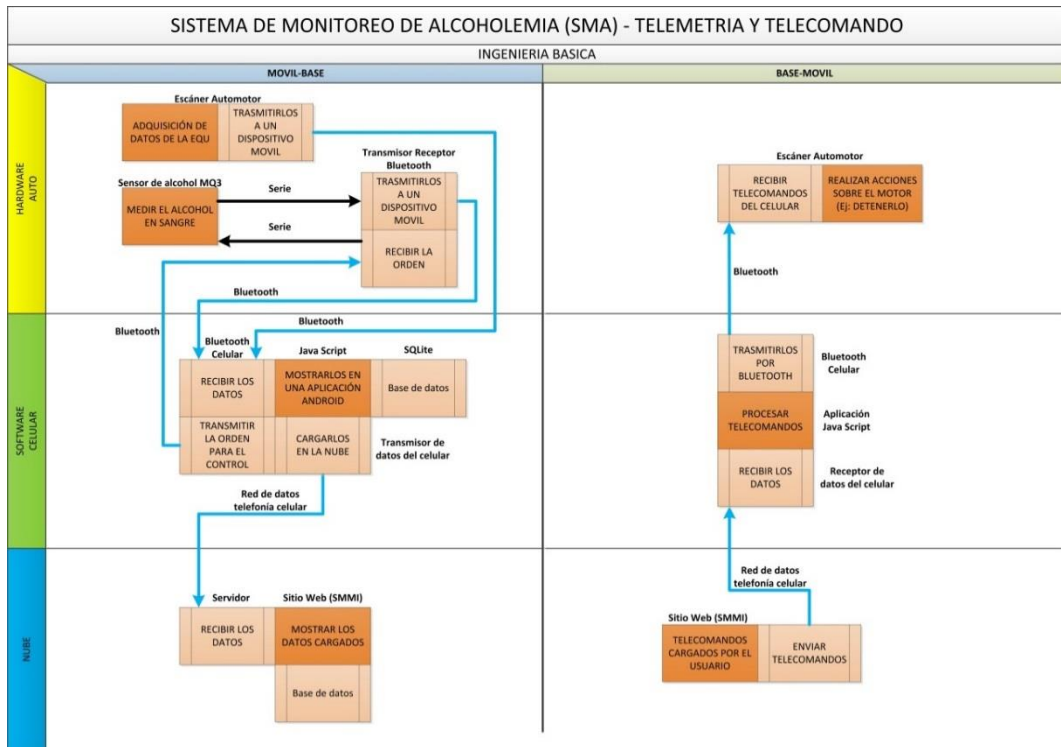 SISTEMA DE MONITOREO DE ALCOHOLEMIA (SMA) - TELEMETRIA Y TELECOMANDO
INGENIERIA BASICA
MOVIL-BASE
BASE-MOVIL
HARDWARE
AUTO
Escáner Automotor
ADQUISICIÓN DE
DATOS DE LA EQU
TRASMITIRLOS
A UN
DISPOSITIVO
MOVIL
Sensor de alcohol MQ3
MEDIR EL ALCOHOL
EN SANGRE
Serie
Serie
Transmisor Receptor
Bluetooth
TRASMITIRLOS
A UN
DISPOSITIVO
MOVIL
RECIBIR LA
ORDEN
Bluetooth
Bluetooth
Bluetooth
Escáner Automotor
RECIBIR
TELECOMANDOS
DEL CELULAR
REALIZAR ACCIONES
SOBRE EL MOTOR
(Ej: DETENERLO)
Bluetooth
SOFTWARE
CELULAR
Bluetooth
Celular
Java Script
SQLite
RECIBIR LOS
DATOS
MOSTRARLOS EN
UNA APLICACIÓN
ANDROID
Base de datos
TRANSMITIR
LA ORDEN
PARA EL
CONTROL
CARGARLOS
EN LA NUBE
Transmisor de
datos del celular
Red de datos
telefonía celular
TRASMITIRLOS
POR
BLUETOOTH
Bluetooth
Celular
PROCESAR
TELECOMANDOS
Aplicación
Java Script
RECIBIR LOS
DATOS
Receptor de
datos del celular
NUBE
Servidor
Sitio Web (SMMI)
RECIBIR LOS
DATOS
MOSTRAR LOS
DATOS CARGADOS
Base de datos
Red de datos
telefonía celular
Sitio Web (SMMI)
TELECOMANDOS
CARGADOS POR EL
USUARIO
ENVIAR
TELECOMANDOS